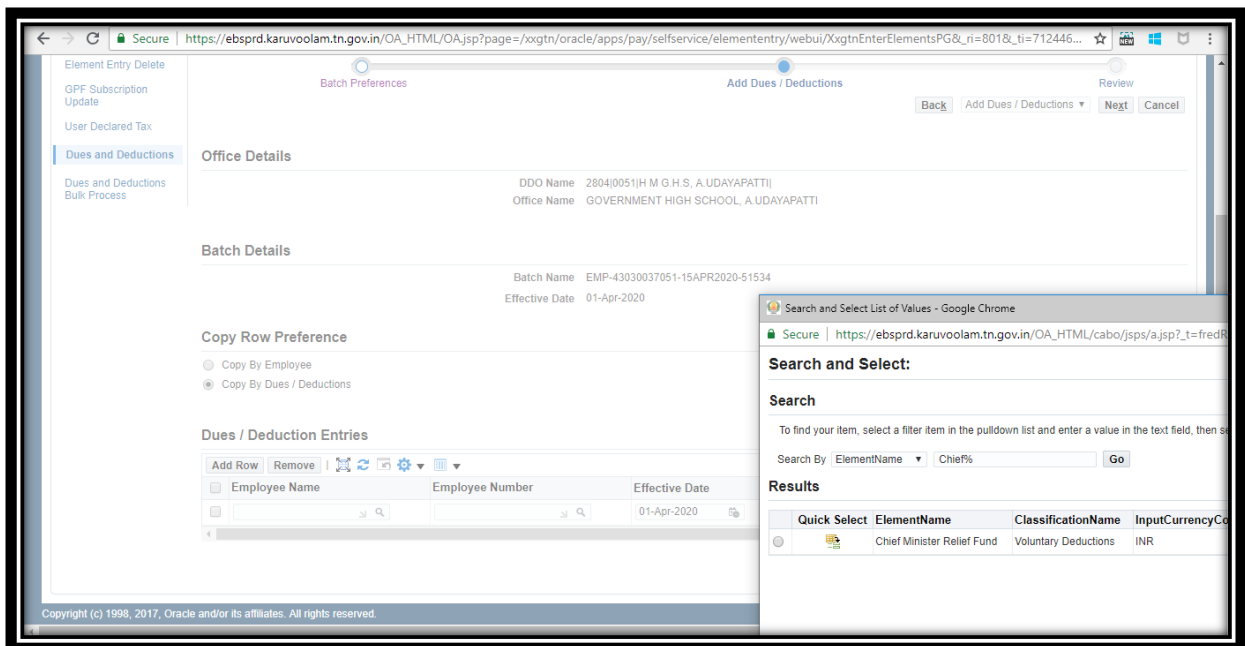 Secure | https://ebsprd.karuvoolam.tn.gov.in/OA_HTML/OA.jsp?page=/xxgtn/oracle/apps/pay/selfservice/elemententry/webui/XxgtnEnterElementsPG&_ri=801&_ti=712446...
NEW
Element Entry Delete
GPF Subscription
Update
User Declared Tax
Dues and Deductions
Dues and Deductions
Bulk Process
Batch Preferences
Add Dues / Deductions
Review
Back Add Dues / Deductions Next Cancel
Office Details
DDO Name 2804|0051|H M G.H.S, A.UDAYAPATTI|
Office Name GOVERNMENT HIGH SCHOOL, A.UDAYAPATTI
Batch Details
Batch Name EMP-43030037051-15APR2020-51534
Effective Date 01-Apr-2020
Copy Row Preference
Copy By Employee
Copy By Dues / Deductions
Dues / Deduction Entries
Add Row Remove
Employee Name Employee Number Effective Date
01-Apr-2020
Copyright (c) 1998, 2017, Oracle and/or its affiliates. All rights reserved.
Search and Select List of Values - Google Chrome
Secure | https://ebsprd.karuvoolam.tn.gov.in/OA_HTML/cabo/jsps/a.jsp?_t=fredR
Search and Select:
Search
To find your item, select a filter item in the pulldown list and enter a value in the text field, then se
Search By ElementName Chief% Go
Results
Quick Select ElementName ClassificationName InputCurrencyCo
Chief Minister Relief Fund Voluntary Deductions INR